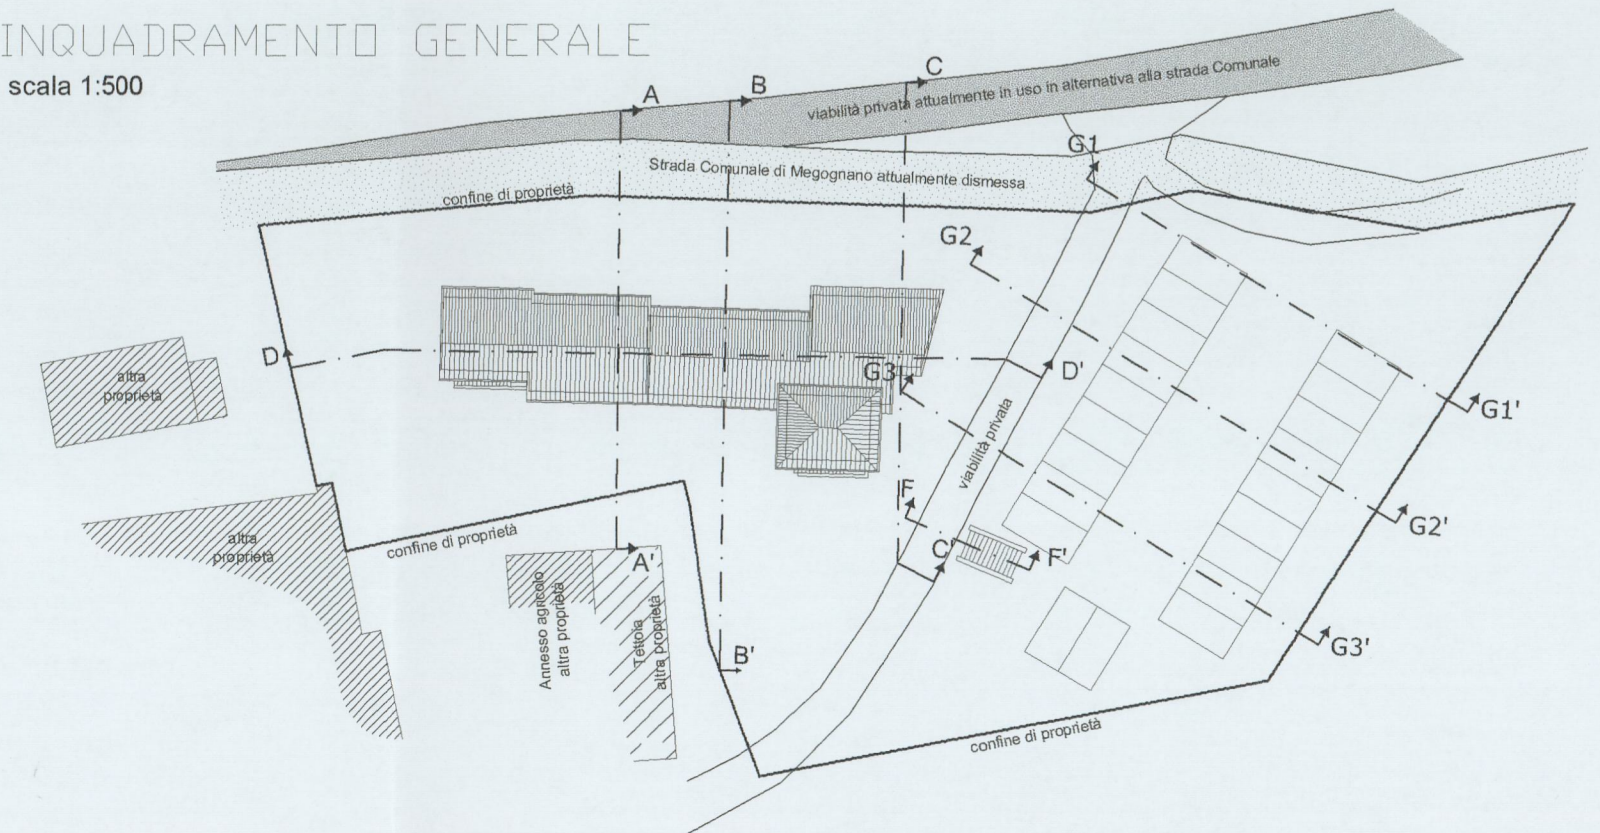 INQUADRAMENTO GENERALE
scala 1:500
A
B
C
viabilità privata attualmente in uso in alternativa alla strada Comunale
G1
Strada Comunale di Megognano attualmente dismessa
confine di proprietà
G2
D
G3
D'
altra
proprietà
viabilità privata
G1'
F
G2'
altra
proprietà
confine di proprietà
A'
C'
F'
Annesso agricolo
altra proprietà
Tettoia
altra proprietà
B'
G3'
confine di proprietà